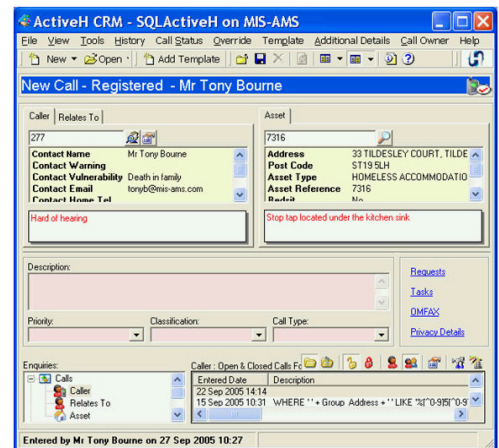 ActiveH CRM - SQLActiveH on MIS-AMS
File View Tools History Call Status Override Template Additional Details Call Owner Help
New Open Add Template
New Call - Registered - Mr Tony Bourne
Caller Relates To
Asset
277
7316
Contact Name Mr Tony Bourne
Contact Warning
Contact Vulnerability Death in family
Contact Email tonyb@mis-ams.com
Contact Home Tel
Address 33 TILDESLEY COURT, TILDE
Post Code ST19 5LH
Asset Type HOMELESS ACCOMMODATIO
Asset Reference 7316
Bedsit No
Hard of hearing
Stop tap located under the kitchen sink
Description:
Requests
Tasks
OMFAX
Privacy Details
Priority: Classification: Call Type:
Enquiries:
Calls
Caller
Relates To
Asset
Caller : Open & Closed Calls Fo
Entered Date Description
22 Sep 2005 14:14
15 Sep 2005 10:31 WHERE '' + Group Address + '' LIKE
Entered by Mr Tony Bourne on 27 Sep 2005 10:27